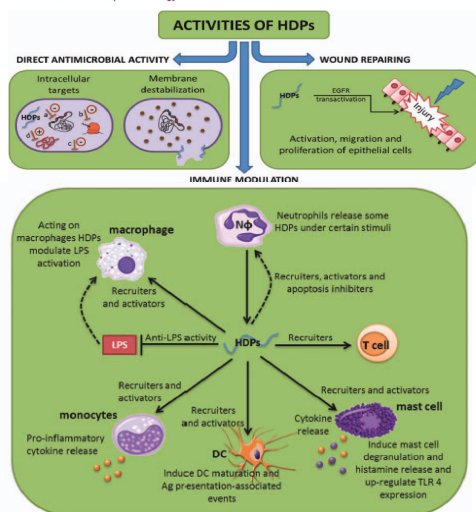 ACTIVITIES OF HDPs
DIRECT ANTIMICROBIAL ACTIVITY
WOUND REPAIRING
Intracellular
targets
Membrane
destabilization
HDPs
a
b
c
d
HDPs
EGFR
transactivation
Injury
Activation, migration and
proliferation of epithelial cells
IMMUNE MODULATION
Acting on
macrophages HDPs
modulate LPS
activation
macrophage
NΦ
Neutrophils release some
HDPs under certain stimuli
Recruiters
and activators
Recruiters, activators and
apoptosis inhibiters
LPS
Anti-LPS activity
HDPs
Recruiters
T cell
Recruiters and
activators
monocytes
Pro-inflammatory
cytokine release
Recruiters
and activators
DC
Induce DC maturation and
Ag presentation-associated
events
Recruiters and activators
Cytokine
release
mast cell
Induce mast cell
degranulation and
histamine release and
up-regulate TLR 4
expression